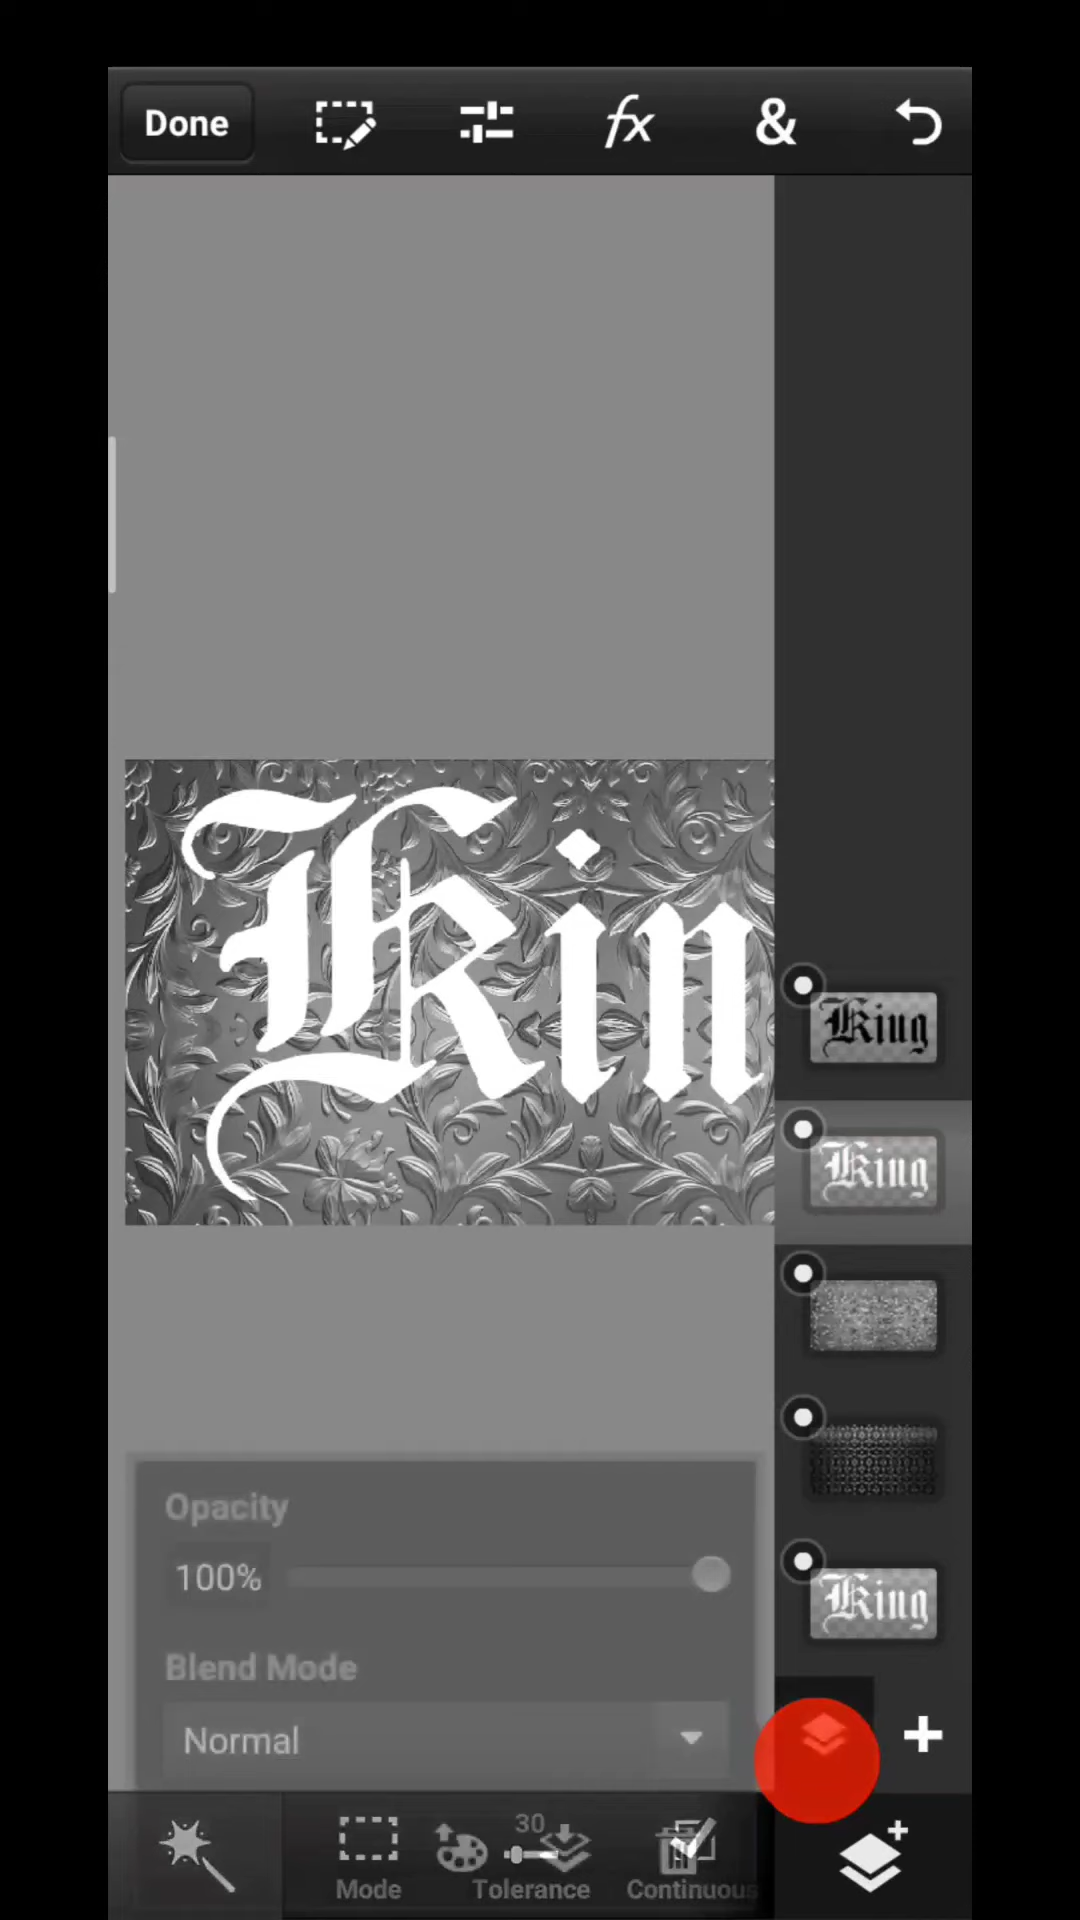 Done fx &
Kin
King
King
King
Opacity
100%
Blend Mode
Normal
30
Mode Tolerance Continuous